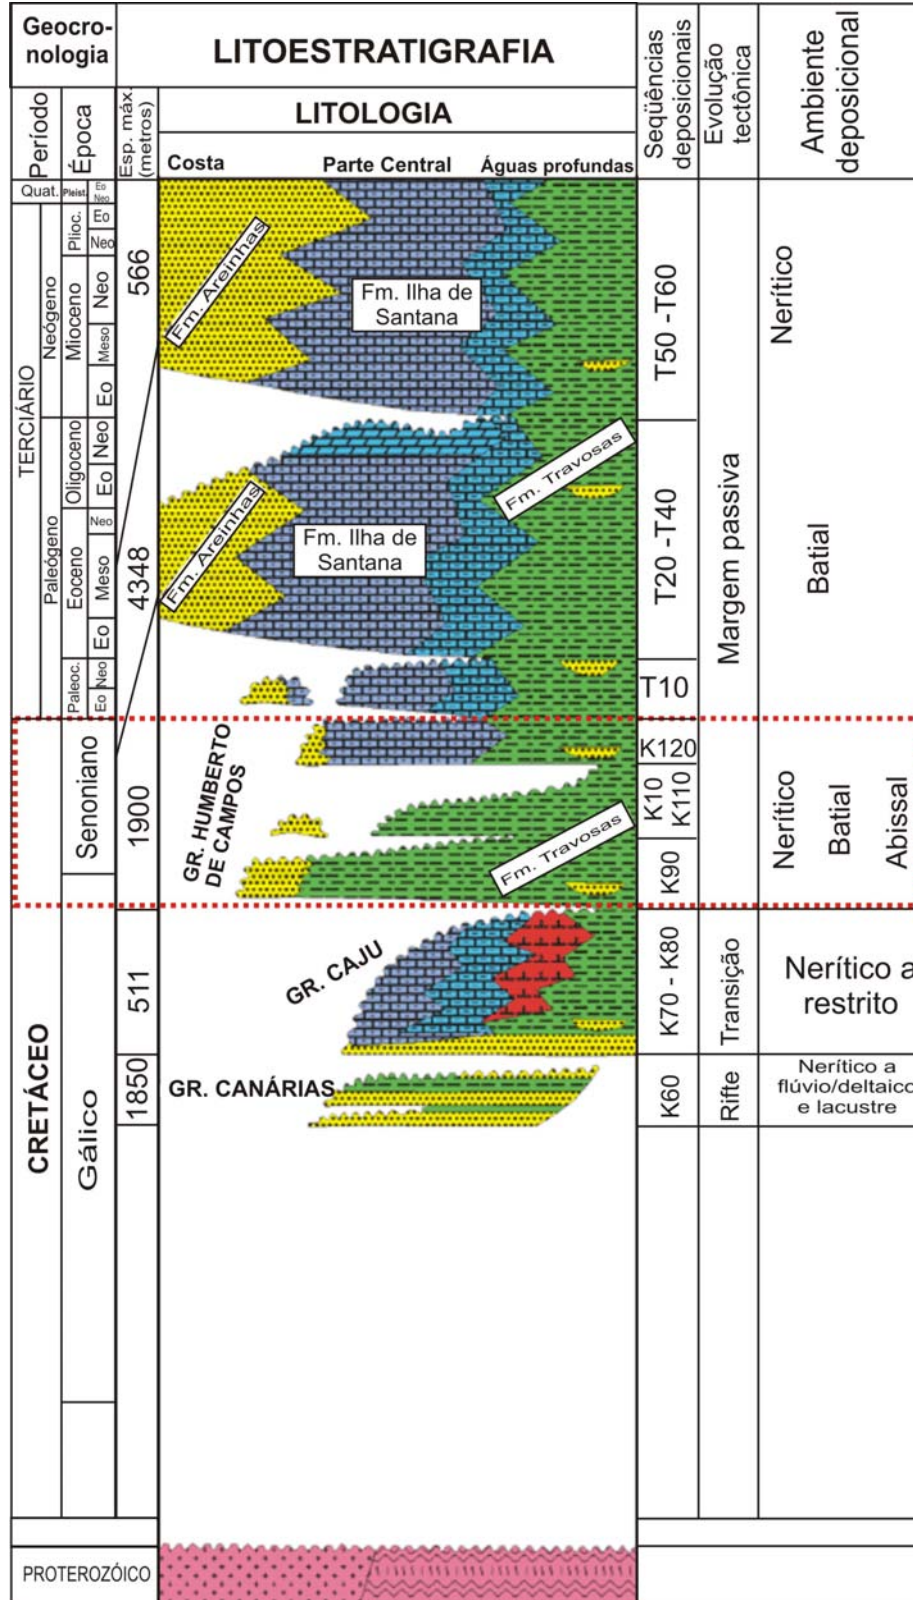 Geocro-
nologia
LITOESTRATIGRAFIA
Seqüências
deposicionais
Evolução
tectônica
Ambiente
deposicional
Período
Época
Esp. máx.
(metros)
LITOLOGIA
Costa
Parte Central
Águas profundas
Quat.
Pleist.
Eo
Neo
TERCIÁRIO
Neógeno
Plioc.
Eo
Neo
Mioceno
Neo
Meso
Eo
566
Fm. Areinhas
Fm. Ilha de
Santana
T50 -T60
Nerítico
Paleógeno
Oligoceno
Neo
Eo
Eoceno
Neo
Meso
Eo
4348
Fm. Areinhas
Fm. Ilha de
Santana
Fm. Travosas
T20 -T40
Margem passiva
Batial
Paleoc.
Neo
Eo
T10
CRETÁCEO
Senoniano
1900
GR. HUMBERTO
DE CAMPOS
Fm. Travosas
K120
K10
K110
K90
Nerítico
Batial
Abissal
Gálico
511
GR. CAJU
K70 - K80
Transição
Nerítico a
restrito
1850
GR. CANÁRIAS
K60
Rifte
Nerítico a
flúvio/deltaico
e lacustre
PROTEROZÓICO